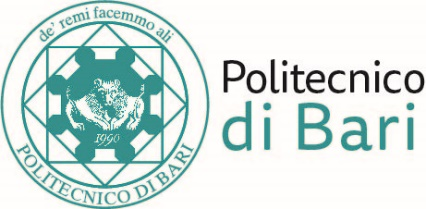 de' remi facemmo ali
1990
POLITECNICO DI BARI
Politecnico
di Bari